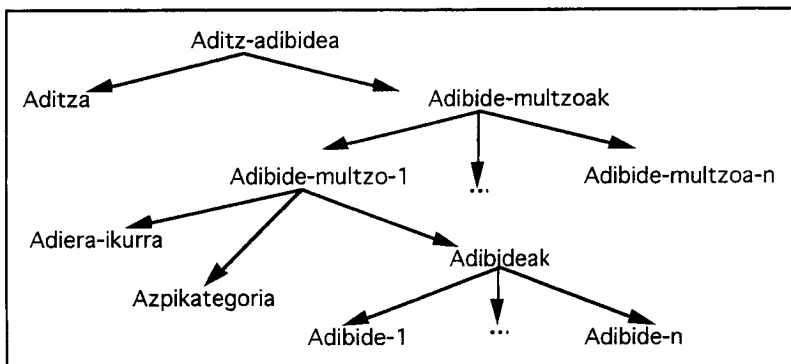 Aditz-adibidea
Aditza
Adibide-multzoak
Adibide-multzo-1
...
Adibide-multzoa-n
Adiera-ikurra
Adibideak
Azpikategoria
Adibide-1
...
Adibide-n